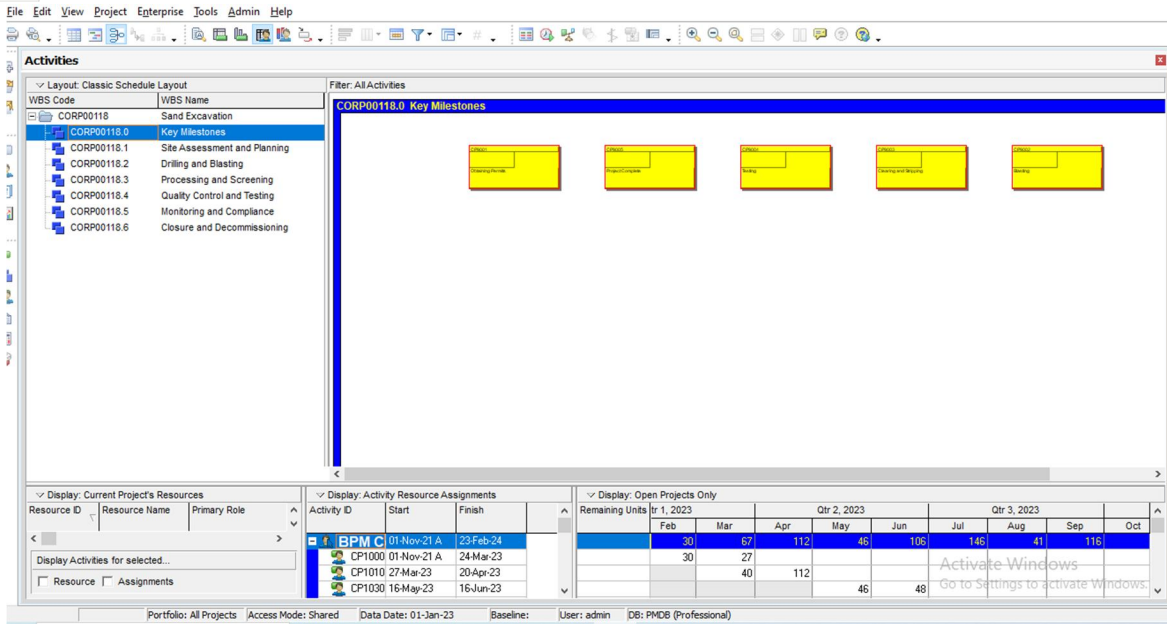 File Edit View Project Enterprise Tools Admin Help
Activities
Layout: Classic Schedule Layout
Filter: All Activities
WBS Code WBS Name
CORP00118 Sand Excavation
CORP00118.0 Key Milestones
CORP00118.1 Site Assessment and Planning
CORP00118.2 Drilling and Blasting
CORP00118.3 Processing and Screening
CORP00118.4 Quality Control and Testing
CORP00118.5 Monitoring and Compliance
CORP00118.6 Closure and Decommissioning
CORP00118.0 Key Milestones
Obtaining Permits
Project Complete
Testing
Clearing and Stripping
Blasting
Display: Current Project's Resources
Resource ID Resource Name Primary Role
Display Activities for selected...
Resource Assignments
Display: Activity Resource Assignments
Activity ID Start Finish
BPM C 01-Nov-21 A 23-Feb-24
CP1000 01-Nov-21 A 24-Mar-23
CP1010 27-Mar-23 20-Apr-23
CP1030 16-May-23 16-Jun-23
Display: Open Projects Only
Remaining Units tr 1, 2023 Qtr 2, 2023 Qtr 3, 2023
Feb Mar Apr May Jun Jul Aug Sep Oct
30 67 112 46 106 146 41 116
30 27
40 112
46 48
Activate Windows
Go to Settings to activate Windows.
Portfolio: All Projects Access Mode: Shared Data Date: 01-Jan-23 Baseline: User: admin DB: PMDB (Professional)